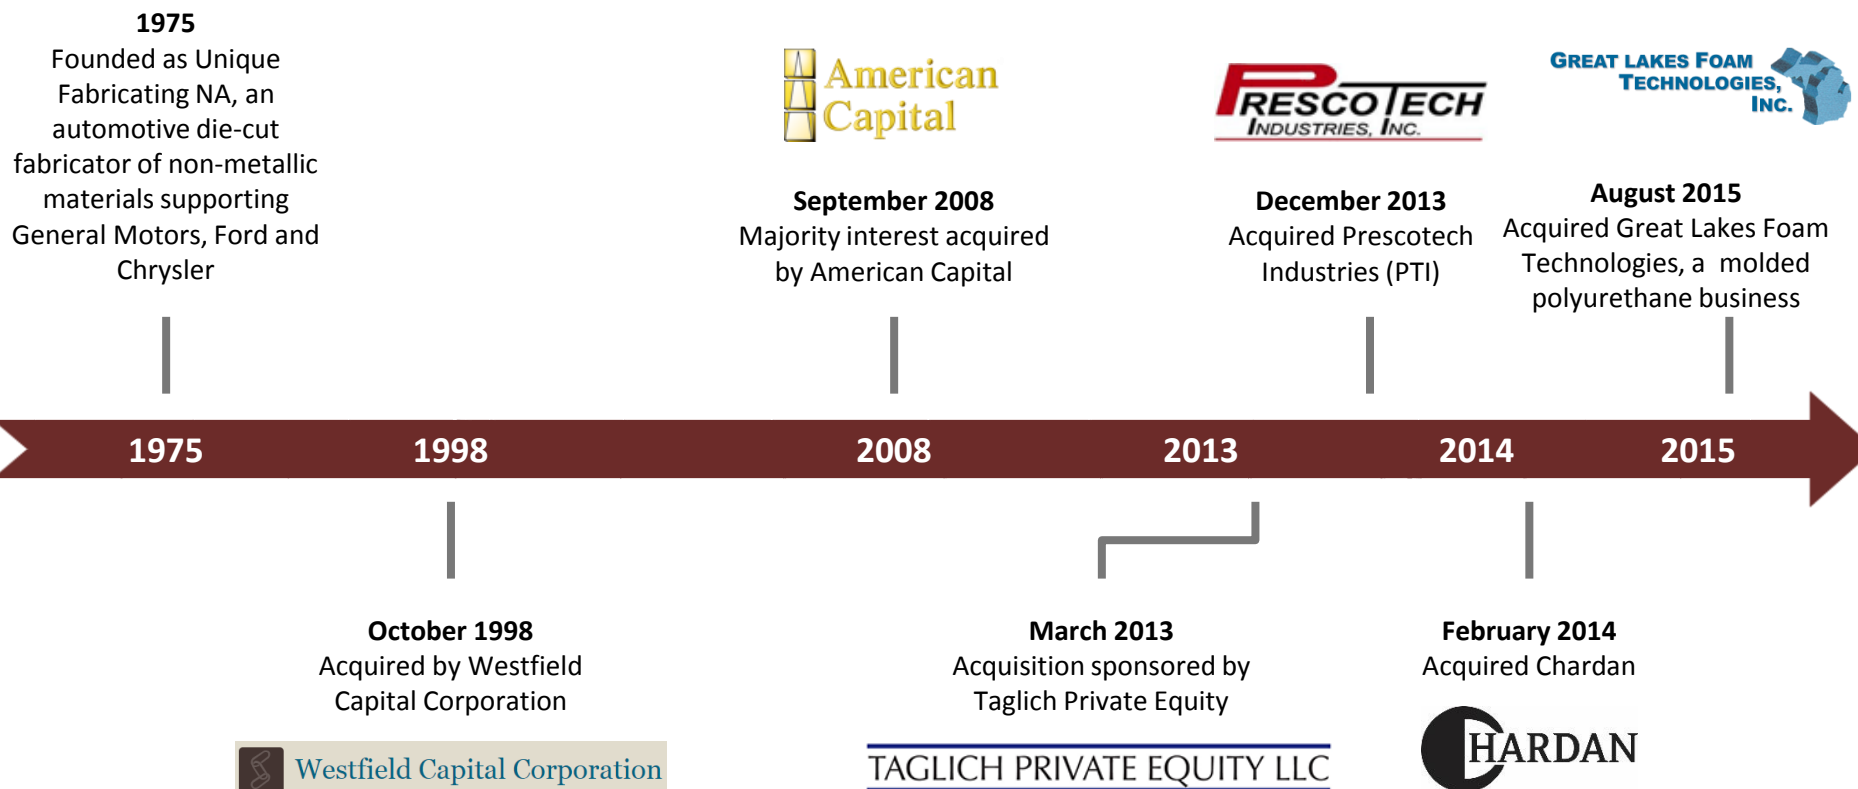 1975
Founded as Unique
Fabricating NA, an
automotive die-cut
fabricator of non-metallic
materials supporting
General Motors, Ford and
Chrysler
American
Capital
September 2008
Majority interest acquired
by American Capital
PRESCOTECH
INDUSTRIES, INC.
December 2013
Acquired Prescotech
Industries (PTI)
GREAT LAKES FOAM
TECHNOLOGIES,
INC.
August 2015
Acquired Great Lakes Foam
Technologies, a molded
polyurethane business
1975 1998 2008 2013 2014 2015
October 1998
Acquired by Westfield
Capital Corporation
Westfield Capital Corporation
March 2013
Acquisition sponsored by
Taglich Private Equity
TAGLICH PRIVATE EQUITY LLC
February 2014
Acquired Chardan
CHARDAN